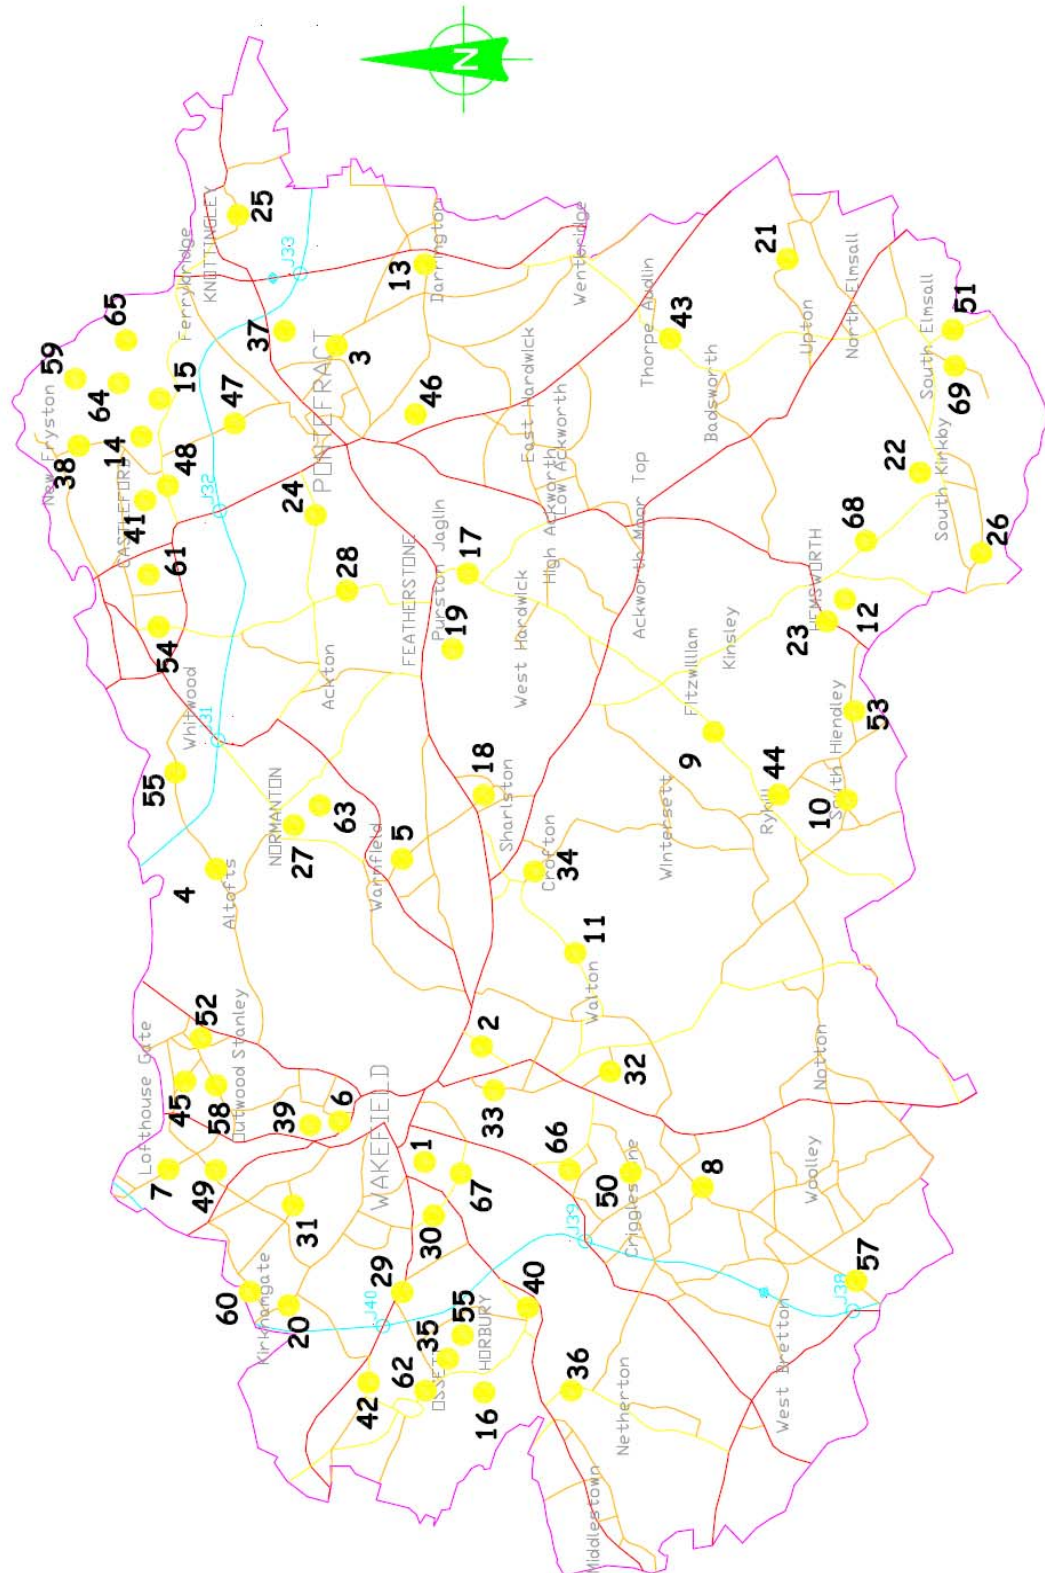 N
59
65
New Fryston
64
38
15
Ferrybridge
14
KNOTTINGLEY
25
41
48
47
CASTLEFORD
J32
J33
61
37
54
24
PONTEFRACT
3
13
Darrington
Whitwood
J31
28
46
55
Ackton
FEATHERSTONE
Purston Jaglin
17
19
East Hardwick
Low Ackworth
High Ackworth
Wentbridge
4
Altofts
NORMANTON
27
63
18
West Hardwick
Ackworth Moor Top
Thorpe Audlin
43
Badsworth
21
Upton
North Elmsall
Warmfield
5
Sharlston
Fitzwilliam
Kinsley
9
HEMSWORTH
23
12
68
22
South Kirkby
South Elmsall
51
69
26
34
Crofton
Wintersett
44
Ryhill
10
South Hiendley
53
11
Walton
Lofthouse Gate
52
45
58
Outwood Stanley
39
6
2
33
32
Notton
7
49
WAKEFIELD
1
67
66
50
Crigglestone
8
Woolley
31
30
J39
60
Kirkhamgate
20
29
J40
40
57
J38
35
55
62
OSSETT
HORBURY
42
16
36
Netherton
West Bretton
Middlestown